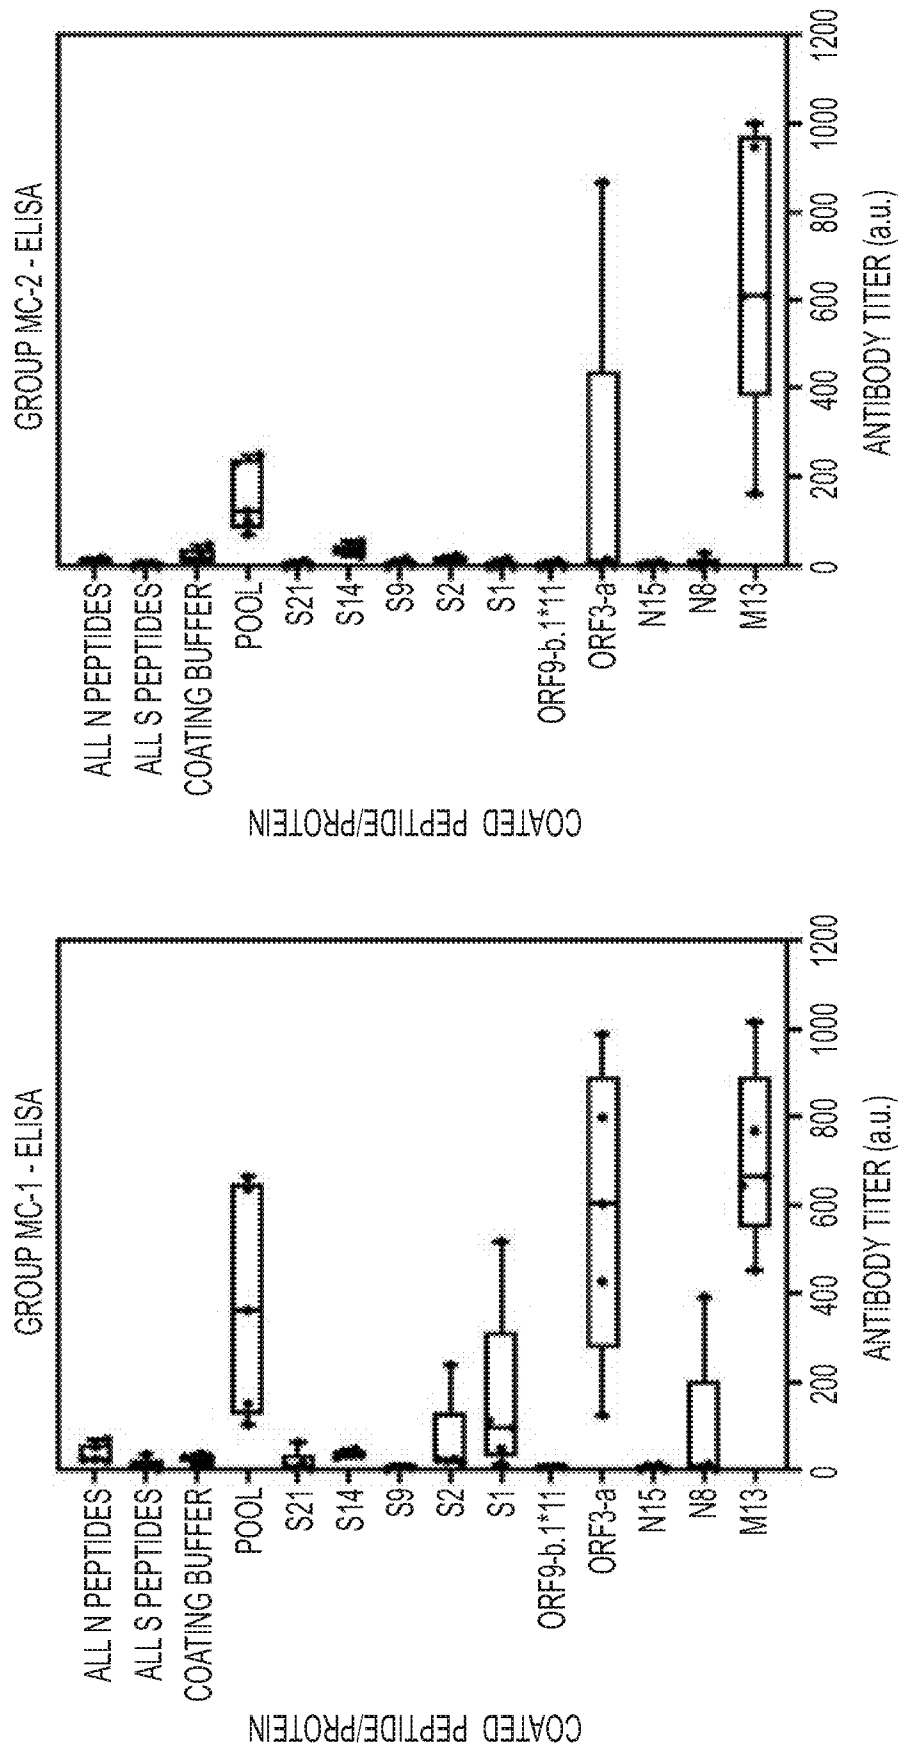 GROUP MC-1 - ELISA
COATED PEPTIDE/PROTEIN
ALL N PEPTIDES
ALL S PEPTIDES
COATING BUFFER
POOL
S21
S14
S9
S2
S1
ORF9-b.1*11
ORF3-a
N15
N8
M13
0 200 400 600 800 1000 1200
ANTIBODY TITER (a.u.)
GROUP MC-2 - ELISA
COATED PEPTIDE/PROTEIN
ALL N PEPTIDES
ALL S PEPTIDES
COATING BUFFER
POOL
S21
S14
S9
S2
S1
ORF9-b.1*11
ORF3-a
N15
N8
M13
0 200 400 600 800 1000 1200
ANTIBODY TITER (a.u.)